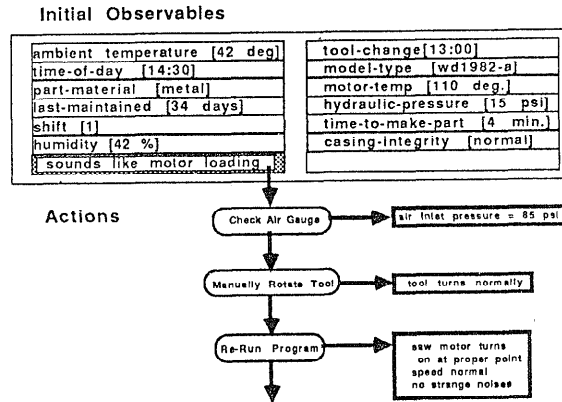 Initial Observables
ambient temperature [42 deg]
time-of-day [14:30]
part-material [metal]
last-maintained [34 days]
shift [1]
humidity [42 %]
sounds like motor loading
tool-change[13:00]
model-type [wd1982-a]
motor-temp [110 deg.]
hydraulic-pressure [15 psi]
time-to-make-part [4 min.]
casing-integrity [normal]
Actions
Check Air Gauge
air inlet pressure = 85 psi
Manually Rotate Tool
tool turns normally
Re-Run Program
saw motor turns
on at proper point
speed normal
no strange noises